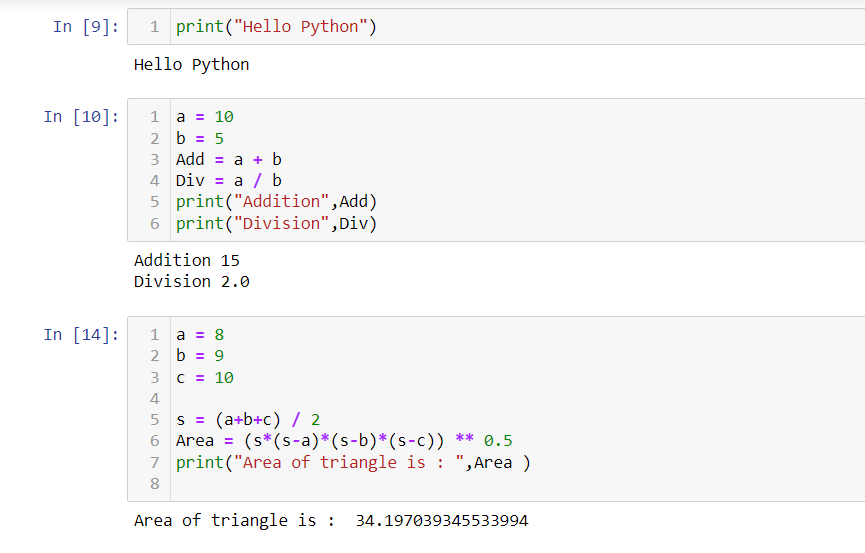 In [9]: 1 print("Hello Python")
Hello Python
In [10]: 1 a = 10
2 b = 5
3 Add = a + b
4 Div = a / b
5 print("Addition",Add)
6 print("Division",Div)
Addition 15
Division 2.0
In [14]: 1 a = 8
2 b = 9
3 c = 10
4
5 s = (a+b+c) / 2
6 Area = (s*(s-a)*(s-b)*(s-c)) ** 0.5
7 print("Area of triangle is : ",Area )
8
Area of triangle is :  34.197039345533994